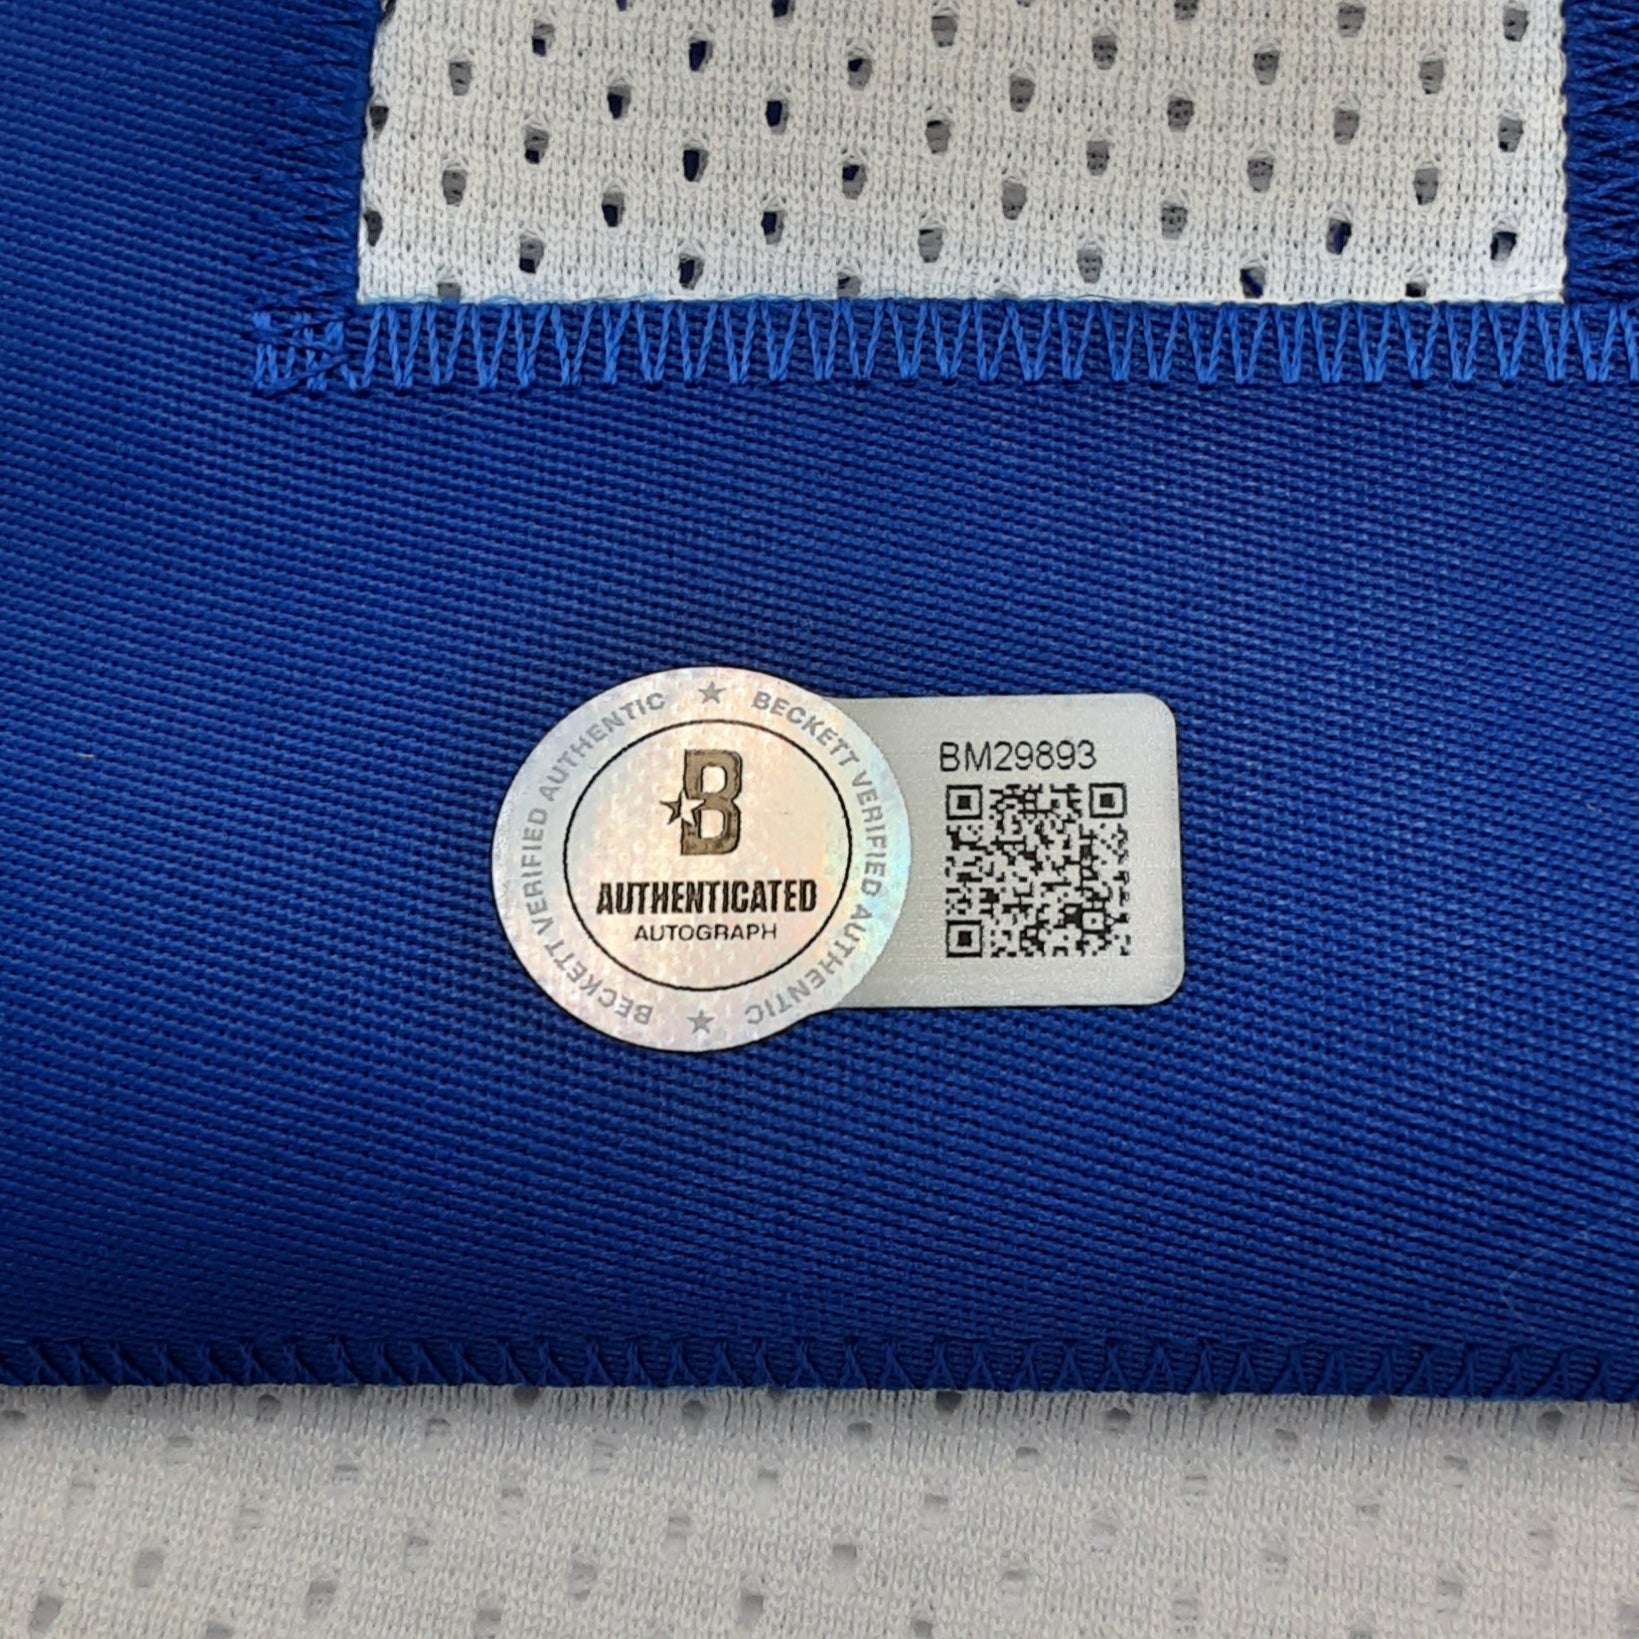 BECKETT VERIFIED AUTHENTIC ★ BECKETT VERIFIED AUTHENTIC ★
B
AUTHENTICATED
AUTOGRAPH
BM29893